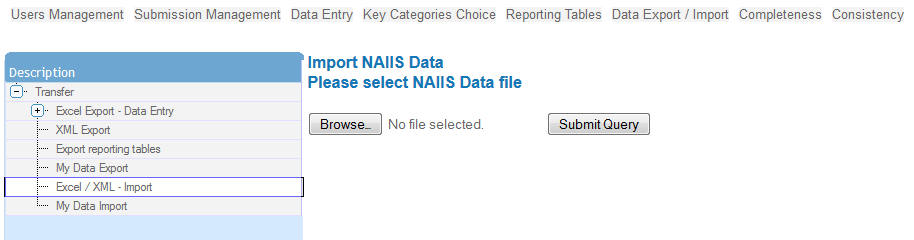 Users Management Submission Management Data Entry Key Categories Choice Reporting Tables Data Export / Import Completeness Consistency
Description
Transfer
Excel Export - Data Entry
XML Export
Export reporting tables
My Data Export
Excel / XML - Import
My Data Import
Import NAIIS Data
Please select NAIIS Data file
Browse_ No file selected. Submit Query